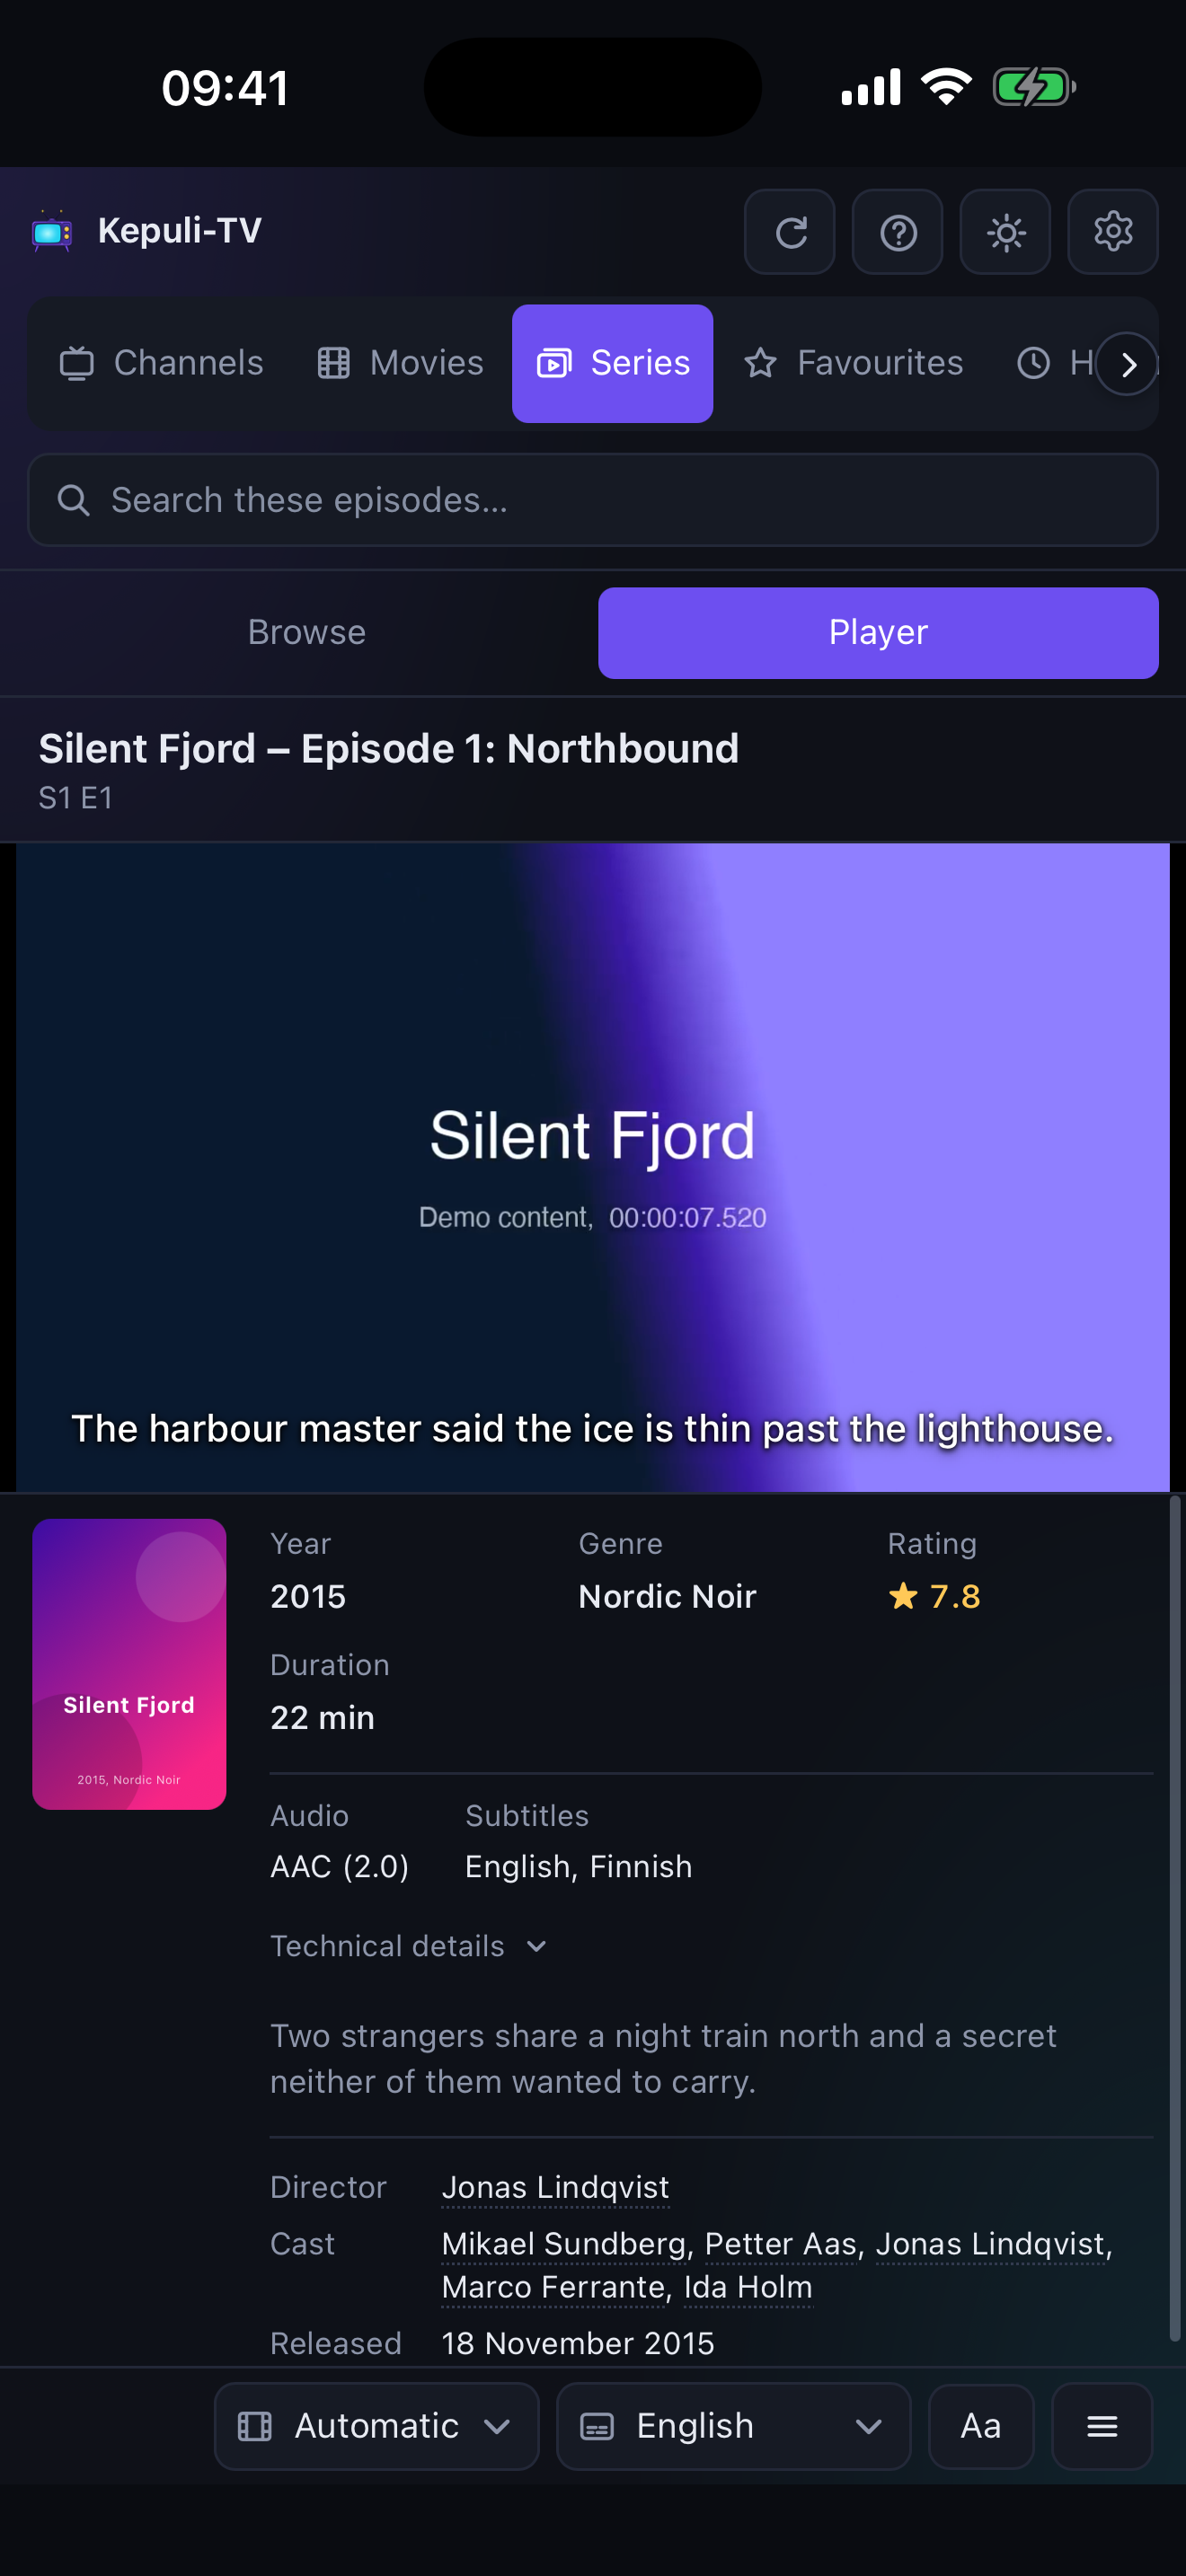 09:41
Kepuli-TV
Channels Movies Series Favourites
Search these episodes...
Browse Player
Silent Fjord – Episode 1: Northbound
S1 E1
Silent Fjord
Demo content, 00:00:07.520
The harbour master said the ice is thin past the lighthouse.
Year Genre Rating
2015 Nordic Noir 7.8
Duration
22 min
Silent Fjord
2015, Nordic Noir
Audio Subtitles
AAC (2.0) English, Finnish
Technical details
Two strangers share a night train north and a secret
neither of them wanted to carry.
Director Jonas Lindqvist
Cast Mikael Sundberg, Petter Aas, Jonas Lindqvist,
Marco Ferrante, Ida Holm
Released 18 November 2015
Automatic English Aa